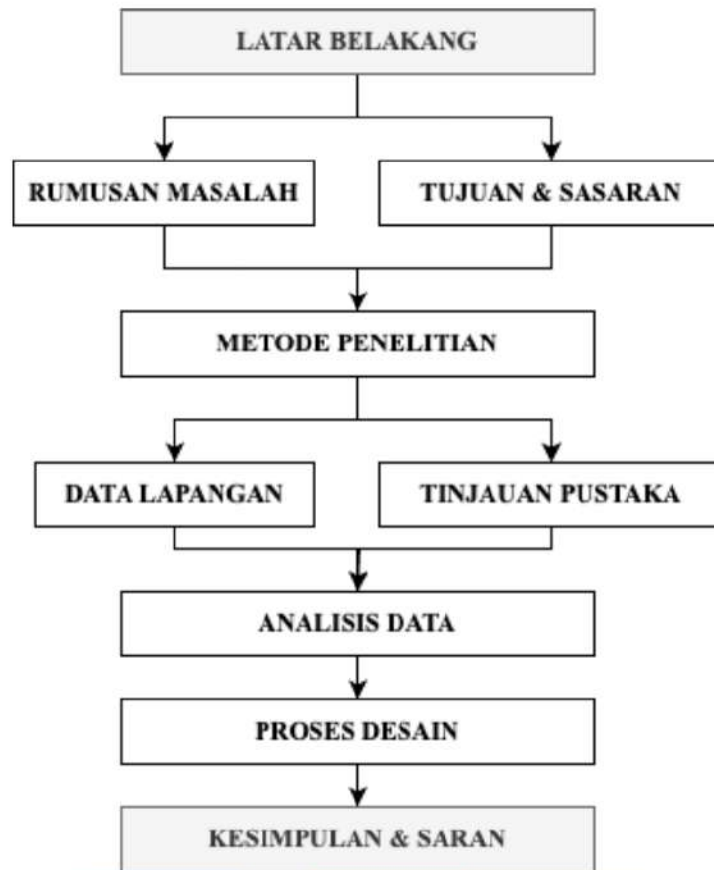 LATAR BELAKANG
RUMUSAN MASALAH
TUJUAN & SASARAN
METODE PENELITIAN
DATA LAPANGAN
TINJAUAN PUSTAKA
ANALISIS DATA
PROSES DESAIN
KESIMPULAN & SARAN